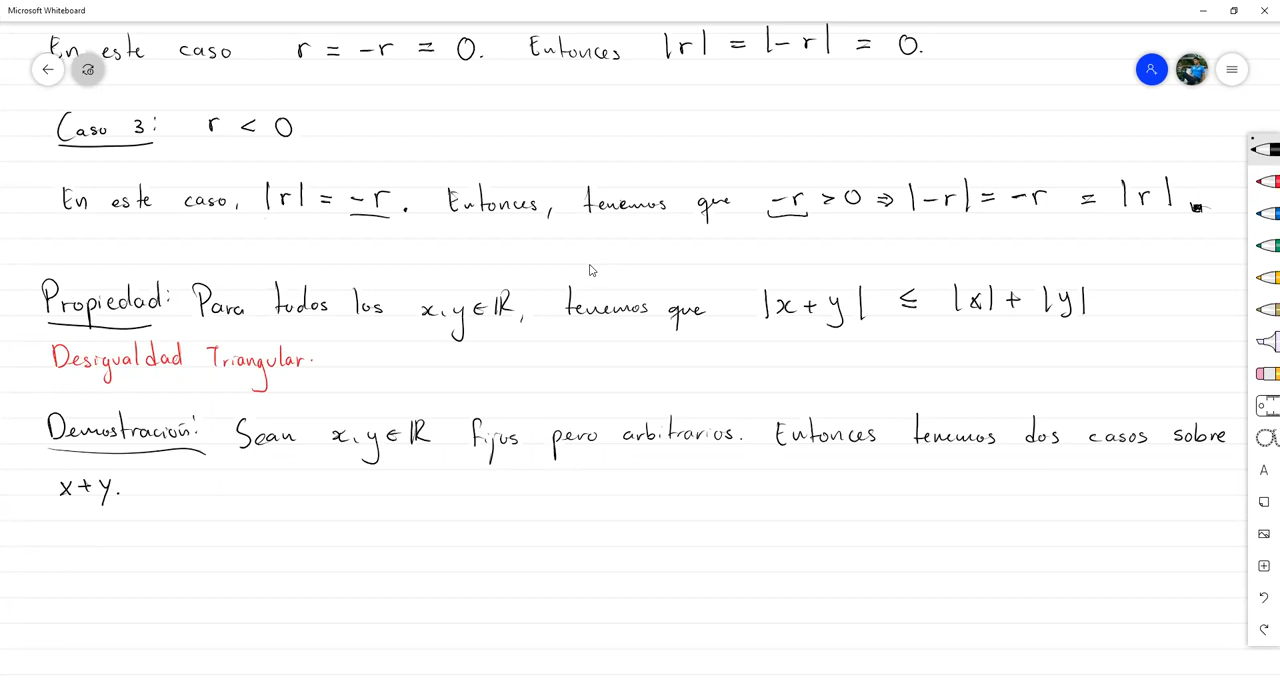 Microsoft Whiteboard
En este caso r = -r = 0. Entonces |r| = |-r| = 0.
Caso 3: r < 0
En este caso, |r| = -r. Entonces, tenemos que -r > 0 ⇒ |-r| = -r = |r|.
Propiedad: Para todos los x, y ∈ ℝ, tenemos que |x + y| ≤ |x| + |y|
Desigualdad Triangular.
Demostración: Sean x, y ∈ ℝ fijos pero arbitrarios. Entonces tenemos dos casos sobre
x + y.
A